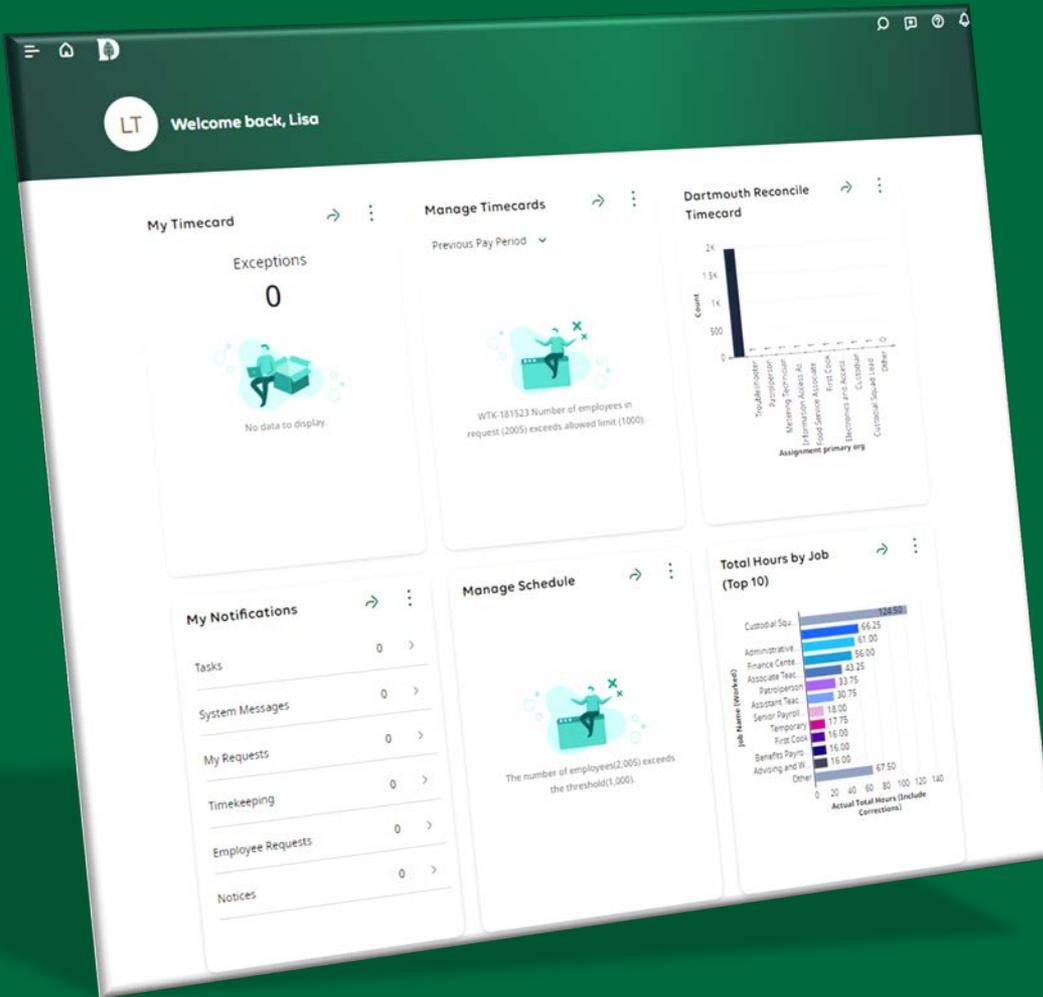 D
LT
Welcome back, Lisa
My Timecard
Exceptions
0
No data to display.
Manage Timecards
Previous Pay Period
WTK-181523 Number of employees in
request (2005) exceeds allowed limit (1000).
Dartmouth Reconcile
Timecard
2K
1.5K
1K
500
0
Count
Troubleshooter
Patrolperson
Metering Technician
Information Access As
Food Service Associate
First Cook
Electronics and Access
Custodian
Custodial Squad Lead
Other
Assignment primary org
My Notifications
Tasks 0
System Messages 0
My Requests 0
Timekeeping 0
Employee Requests 0
Notices 0
Manage Schedule
The number of employees(2,005) exceeds
the threshold(1,000).
Total Hours by Job
(Top 10)
Job Name (Worked)
Custodial Squ... 124.50
66.25
Administrative... 61.00
Finance Cente... 56.00
Associate Teac... 43.25
Patrolperson 33.75
Assistant Teac... 30.75
Senior Payroll... 18.00
Temporary 17.75
First Cook 16.00
Benefits Payro... 16.00
Advising and W... 16.00
Other 67.50
0 20 40 60 80 100 120 140
Actual Total Hours (Include
Corrections)